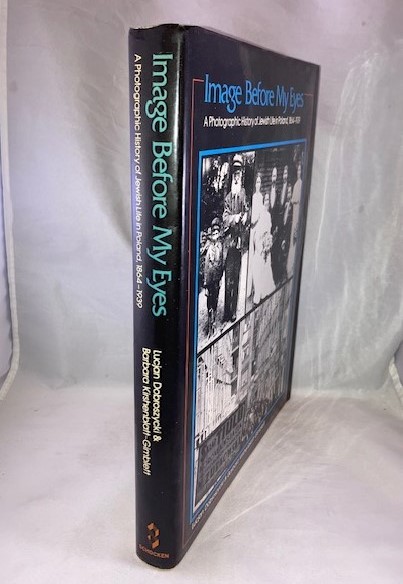 Image Before My Eyes
A Photographic History of Jewish Life in Poland, 1864–1939
Lucjan Dobroszycki &
Barbara Kirshenblatt-Gimblett
SCHOCKEN
Image Before My Eyes
A Photographic History of Jewish Life in Poland, 1864–1939